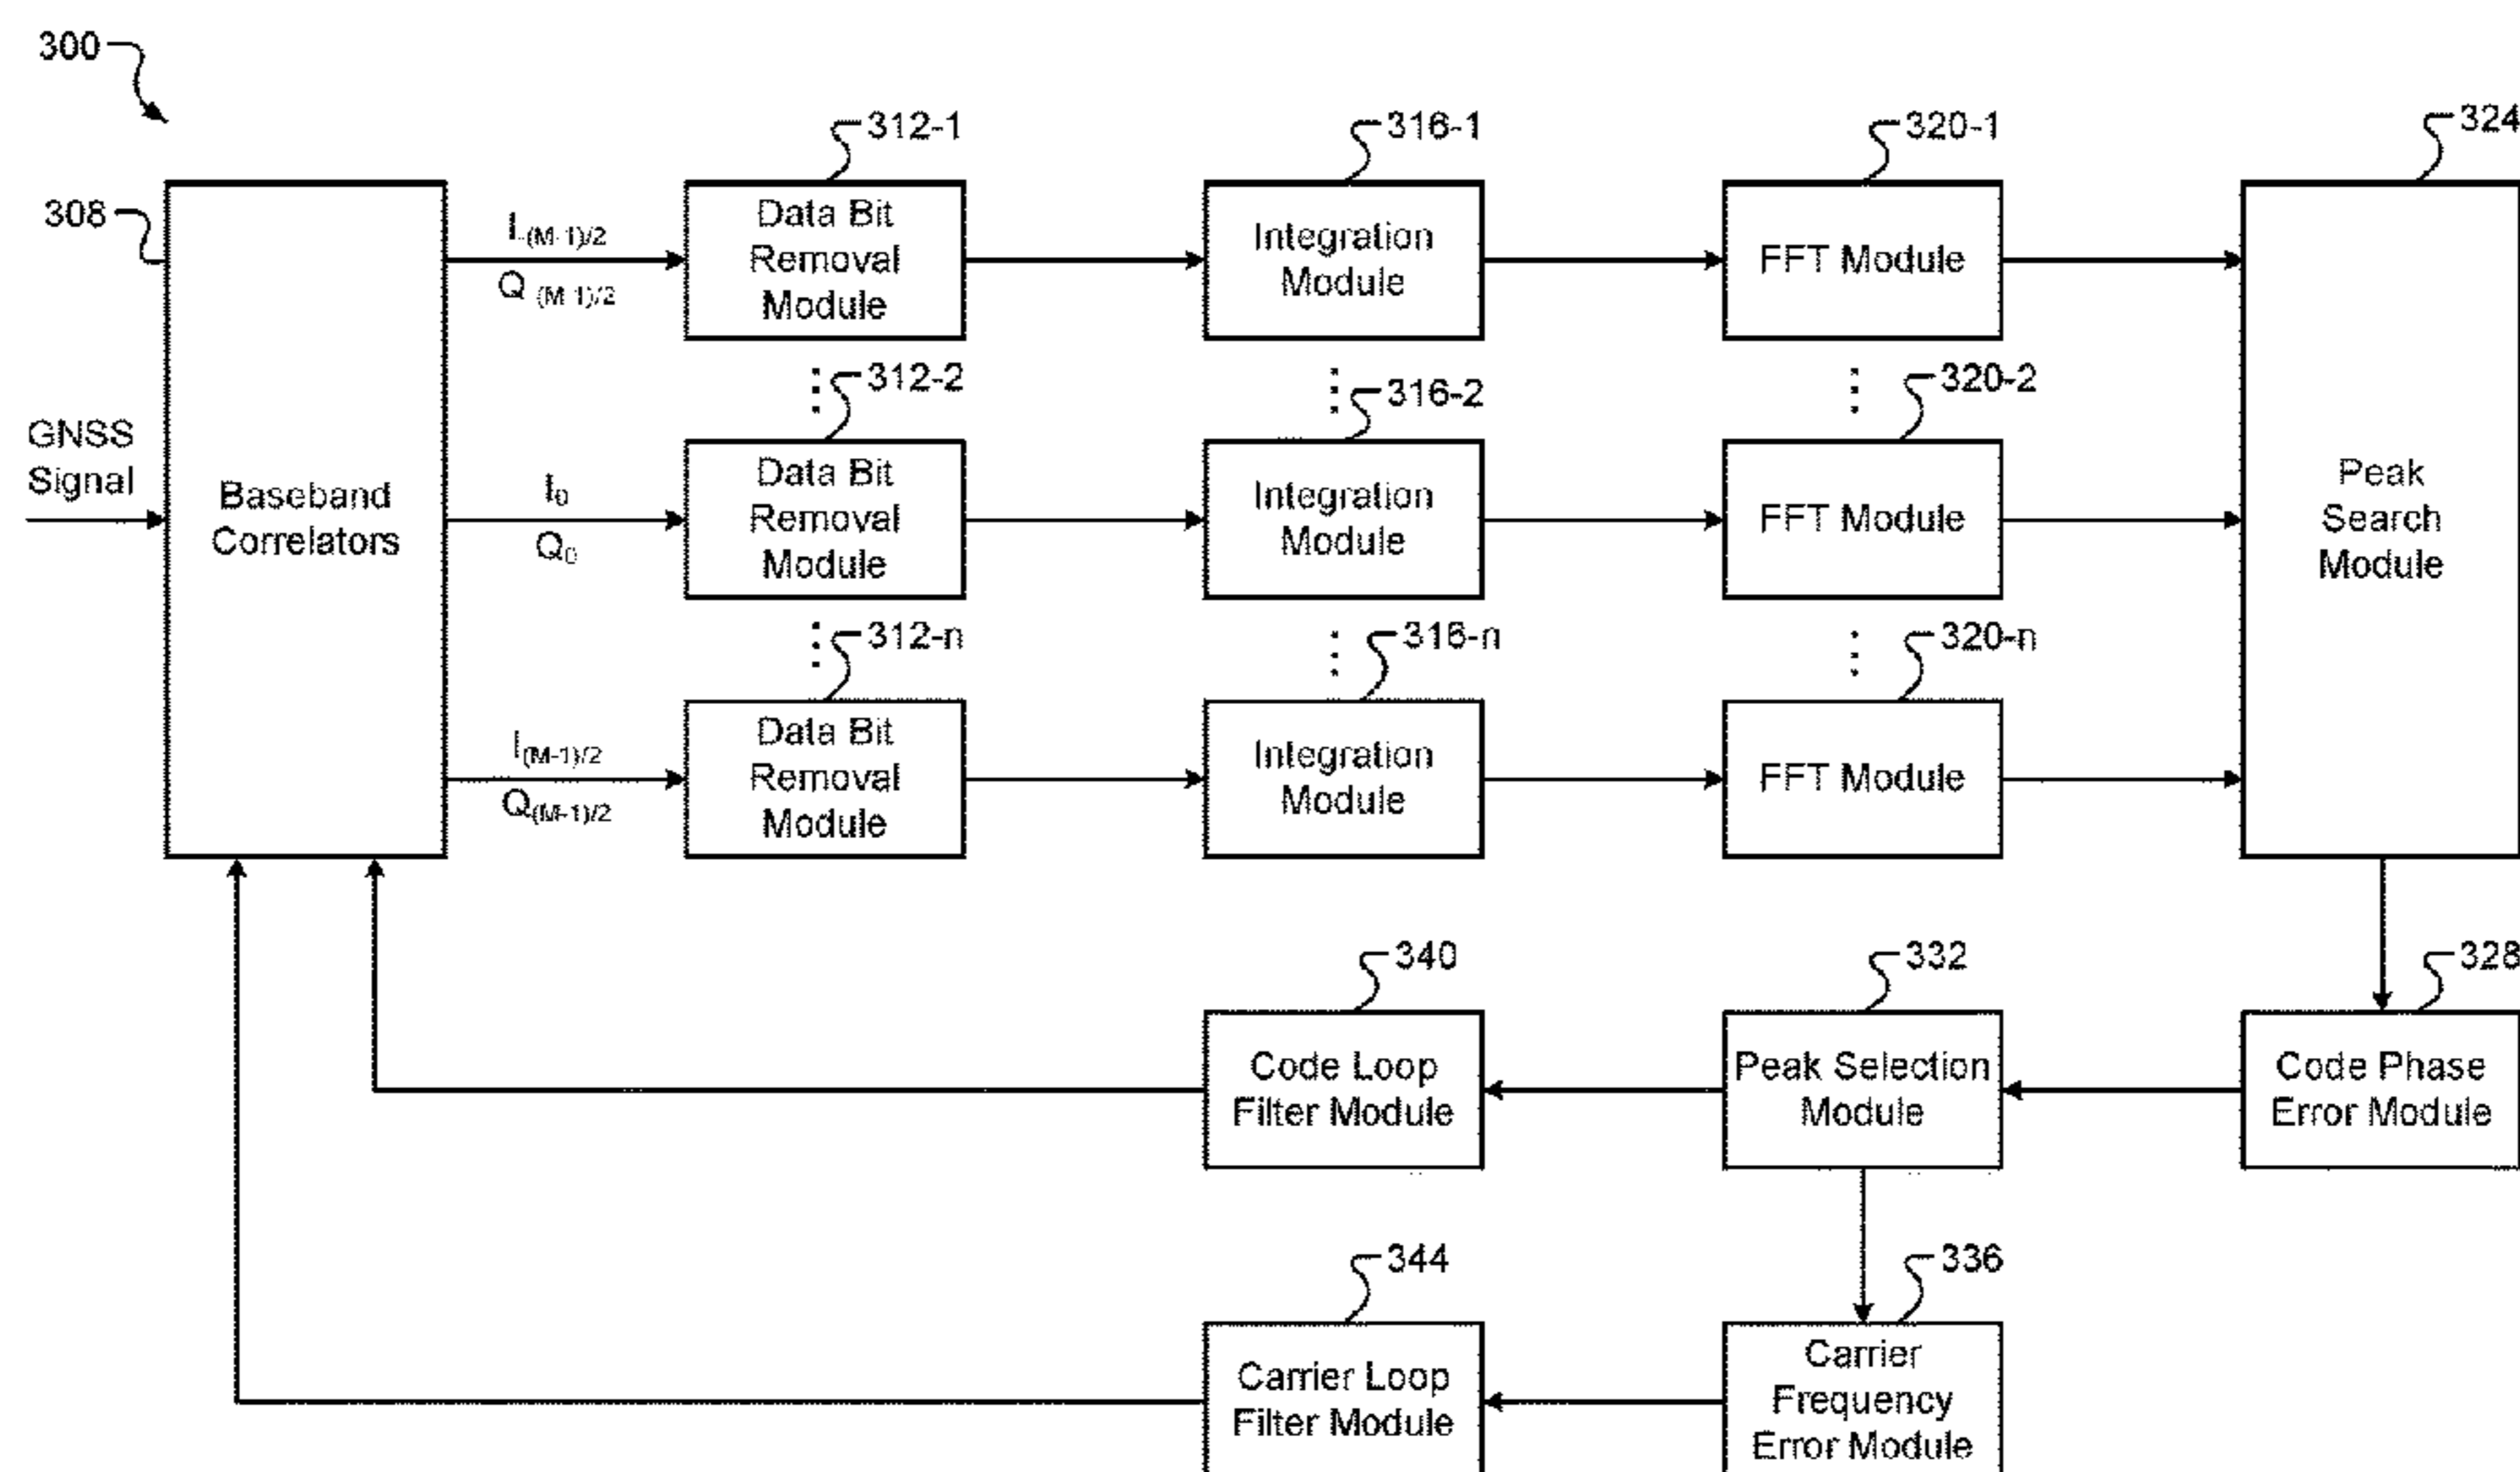 300
312-1
316-1
320-1
324
308
I-(M-1)/2
Q-(M-1)/2
Data Bit
Removal
Module
Integration
Module
FFT Module
312-2
316-2
320-2
GNSS
Signal
Baseband
Correlators
I0
Q0
Data Bit
Removal
Module
Integration
Module
FFT Module
Peak
Search
Module
312-n
316-n
320-n
I(M-1)/2
Q(M-1)/2
Data Bit
Removal
Module
Integration
Module
FFT Module
340
332
328
Code Loop
Filter Module
Peak Selection
Module
Code Phase
Error Module
344
336
Carrier Loop
Filter Module
Carrier
Frequency
Error Module